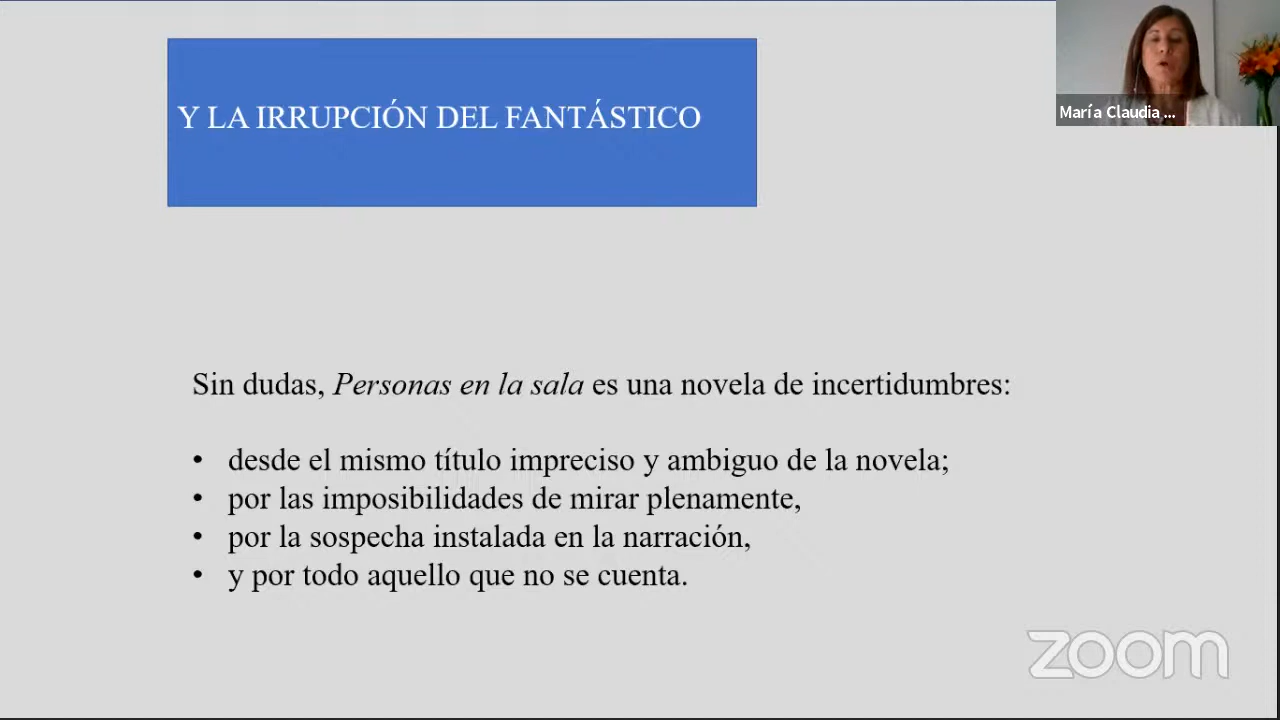 Y LA IRRUPCIÓN DEL FANTÁSTICO
María Claudia ...
Sin dudas, Personas en la sala es una novela de incertidumbres:
• desde el mismo título impreciso y ambiguo de la novela;
• por las imposibilidades de mirar plenamente,
• por la sospecha instalada en la narración,
• y por todo aquello que no se cuenta.
zoom